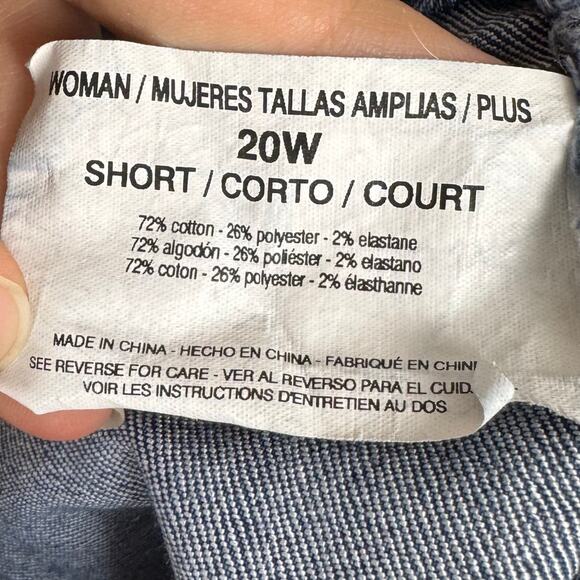 WOMAN / MUJERES TALLAS AMPLIAS / PLUS
20W
SHORT / CORTO / COURT
72% cotton - 26% polyester - 2% elastane
72% algodón - 26% poliéster - 2% elastano
72% coton - 26% polyester - 2% élasthanne
MADE IN CHINA - HECHO EN CHINA - FABRIQUÉ EN CHIN
SEE REVERSE FOR CARE - VER AL REVERSO PARA EL CUID
VOIR LES INSTRUCTIONS D'ENTRETIEN AU DOS